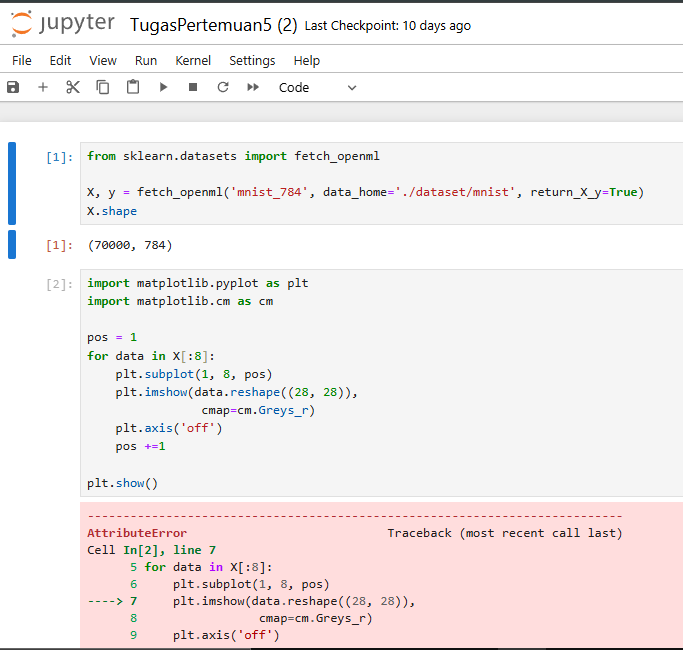 jupyter TugasPertemuan5 (2) Last Checkpoint: 10 days ago
File Edit View Run Kernel Settings Help
Code
[1]: from sklearn.datasets import fetch_openml
X, y = fetch_openml('mnist_784', data_home='./dataset/mnist', return_X_y=True)
X.shape
[1]: (70000, 784)
[2]: import matplotlib.pyplot as plt
import matplotlib.cm as cm
pos = 1
for data in X[:8]:
    plt.subplot(1, 8, pos)
    plt.imshow(data.reshape((28, 28)),
               cmap=cm.Greys_r)
    plt.axis('off')
    pos +=1
plt.show()
---------------------------------------------------------------------------
AttributeError                            Traceback (most recent call last)
Cell In[2], line 7
      5 for data in X[:8]:
      6     plt.subplot(1, 8, pos)
----> 7     plt.imshow(data.reshape((28, 28)),
      8                cmap=cm.Greys_r)
      9     plt.axis('off')